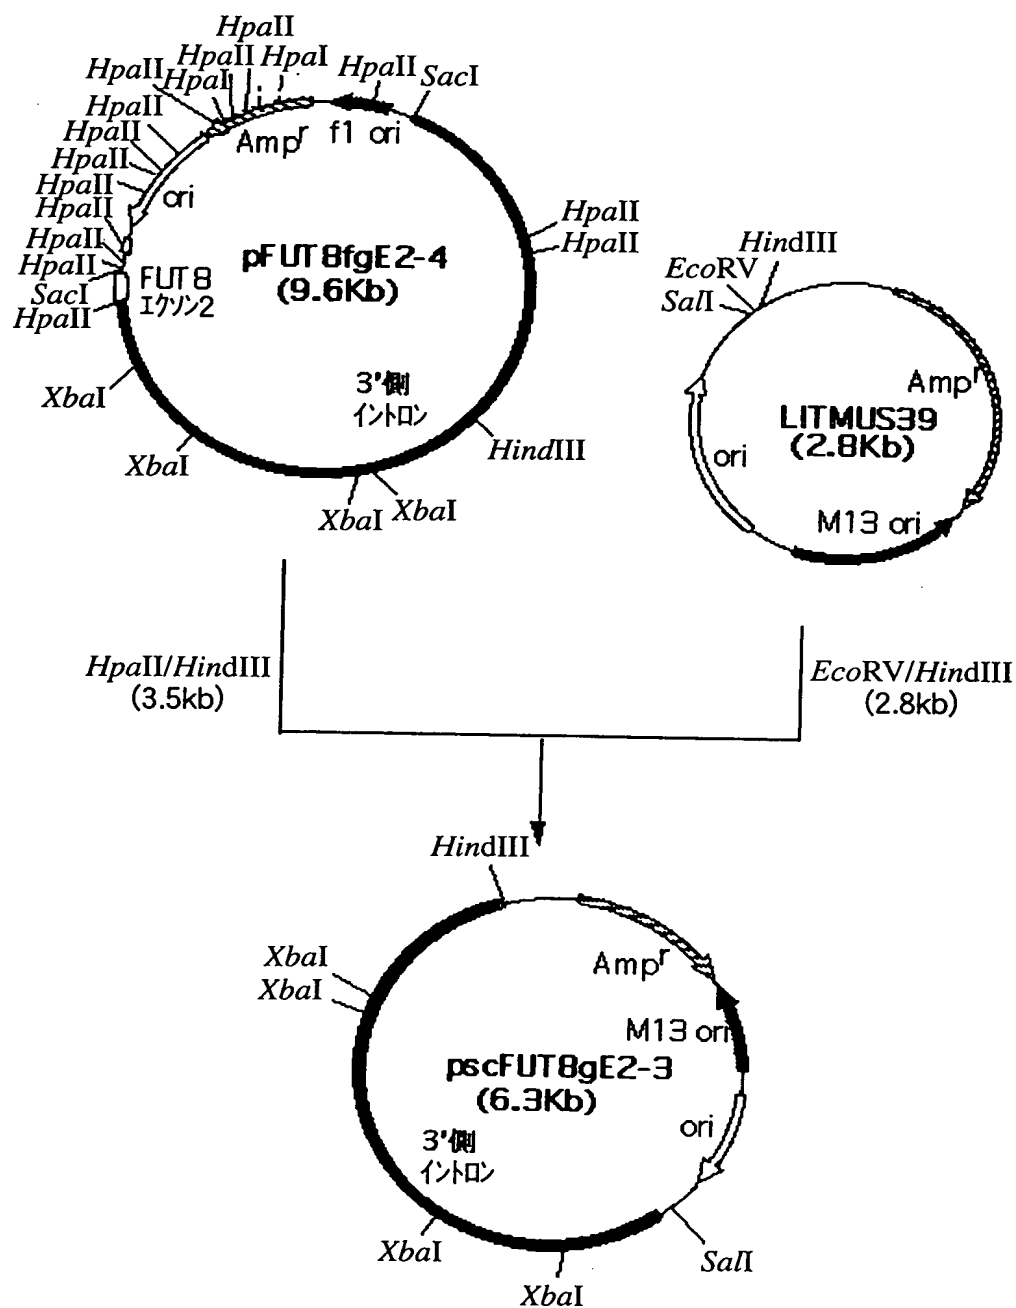 HpaII
HpaII HpaI
HpaII HpaI HpaII SacI
HpaII
HpaII
HpaII
HpaII
HpaII
HpaII
HpaII
SacI
HpaII
Ampr f1 ori
ori
FUT8
エクソン2
pFUT8fgE2-4
(9.6Kb)
HpaII
HpaII
3'側
イントロン
XbaI
XbaI
XbaI XbaI
HindIII
HindIII
EcoRV
SalI
Ampr
LITMUS39
(2.8Kb)
ori
M13 ori
HpaII/HindIII
(3.5kb)
EcoRV/HindIII
(2.8kb)
HindIII
XbaI
XbaI
Ampr
M13 ori
pscFUT8gE2-3
(6.3Kb)
ori
3'側
イントロン
XbaI
XbaI
SalI